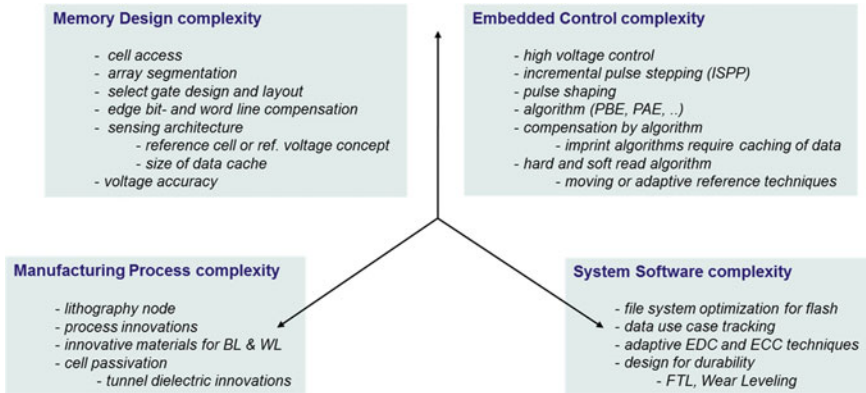 Memory Design complexity
- cell access
- array segmentation
- select gate design and layout
- edge bit- and word line compensation
- sensing architecture
- reference cell or ref. voltage concept
- size of data cache
- voltage accuracy
Embedded Control complexity
- high voltage control
- incremental pulse stepping (ISPP)
- pulse shaping
- algorithm (PBE, PAE, ..)
- compensation by algorithm
- imprint algorithms require caching of data
- hard and soft read algorithm
- moving or adaptive reference techniques
Manufacturing Process complexity
- lithography node
- process innovations
- innovative materials for BL & WL
- cell passivation
- tunnel dielectric innovations
System Software complexity
- file system optimization for flash
- data use case tracking
- adaptive EDC and ECC techniques
- design for durability
- FTL, Wear Leveling